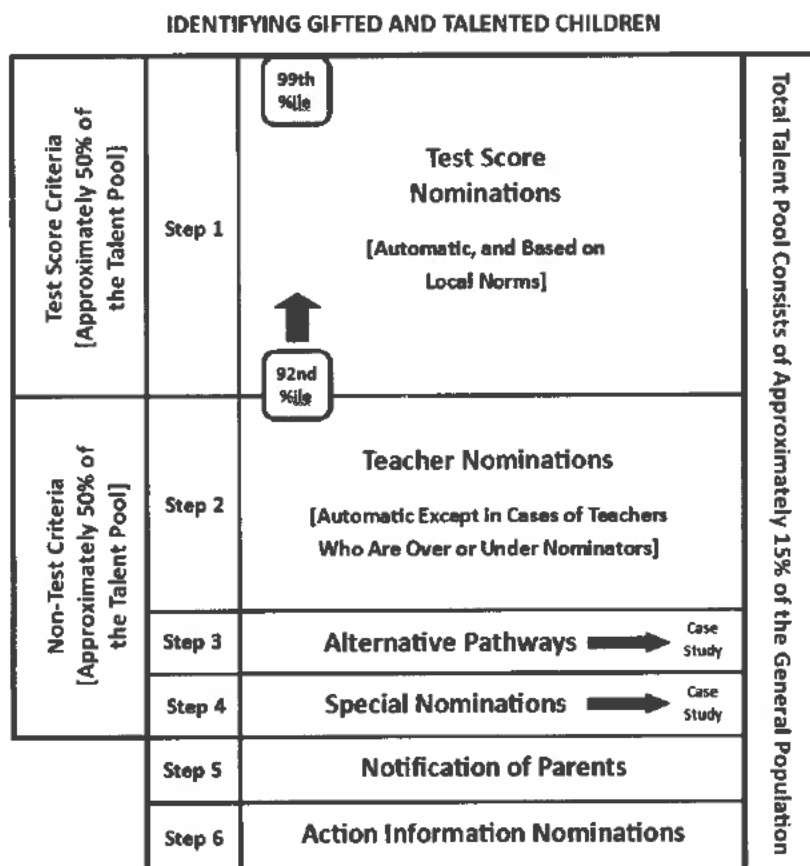 IDENTIFYING GIFTED AND TALENTED CHILDREN
Test Score Criteria
[Approximately 50% of
the Talent Pool]
Step 1
99th
%ile
Test Score
Nominations
[Automatic, and Based on
Local Norms]
92nd
%ile
Non-Test Criteria
[Approximately 50% of
the Talent Pool]
Step 2
Teacher Nominations
[Automatic Except in Cases of Teachers
Who Are Over or Under Nominators]
Step 3
Alternative Pathways
Case
Study
Step 4
Special Nominations
Case
Study
Step 5
Notification of Parents
Step 6
Action Information Nominations
Total Talent Pool Consists of Approximately 15% of the General Population